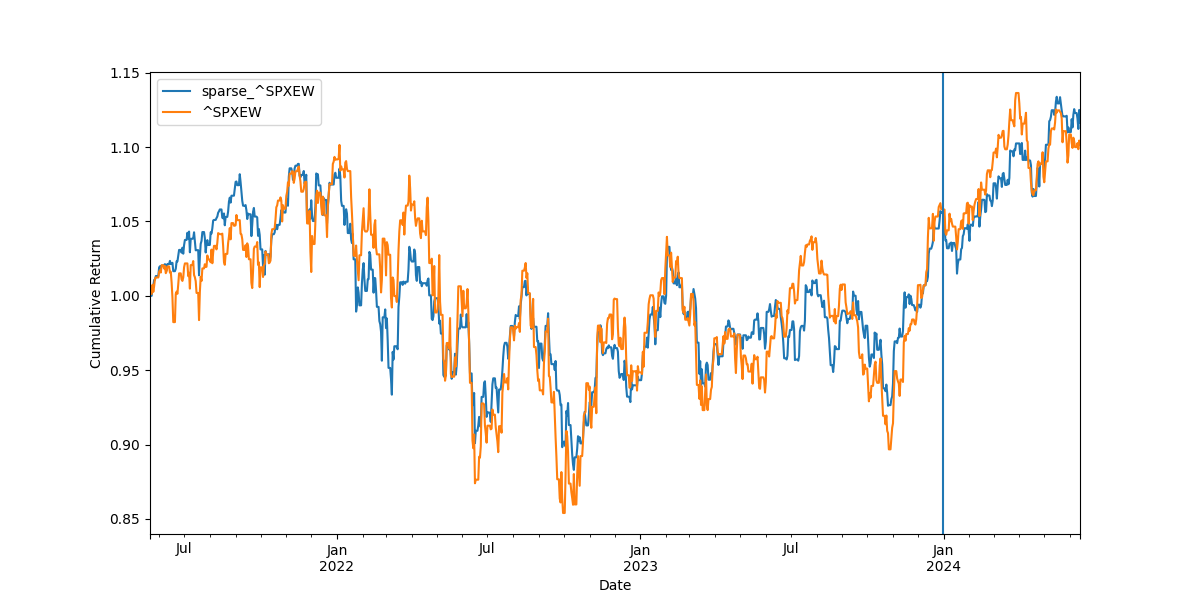 sparse_^SPXEW
^SPXEW
Cumulative Return
1.15
1.10
1.05
1.00
0.95
0.90
0.85
Jul
Jan
2022
Jul
Jan
2023
Jul
Jan
2024
Date